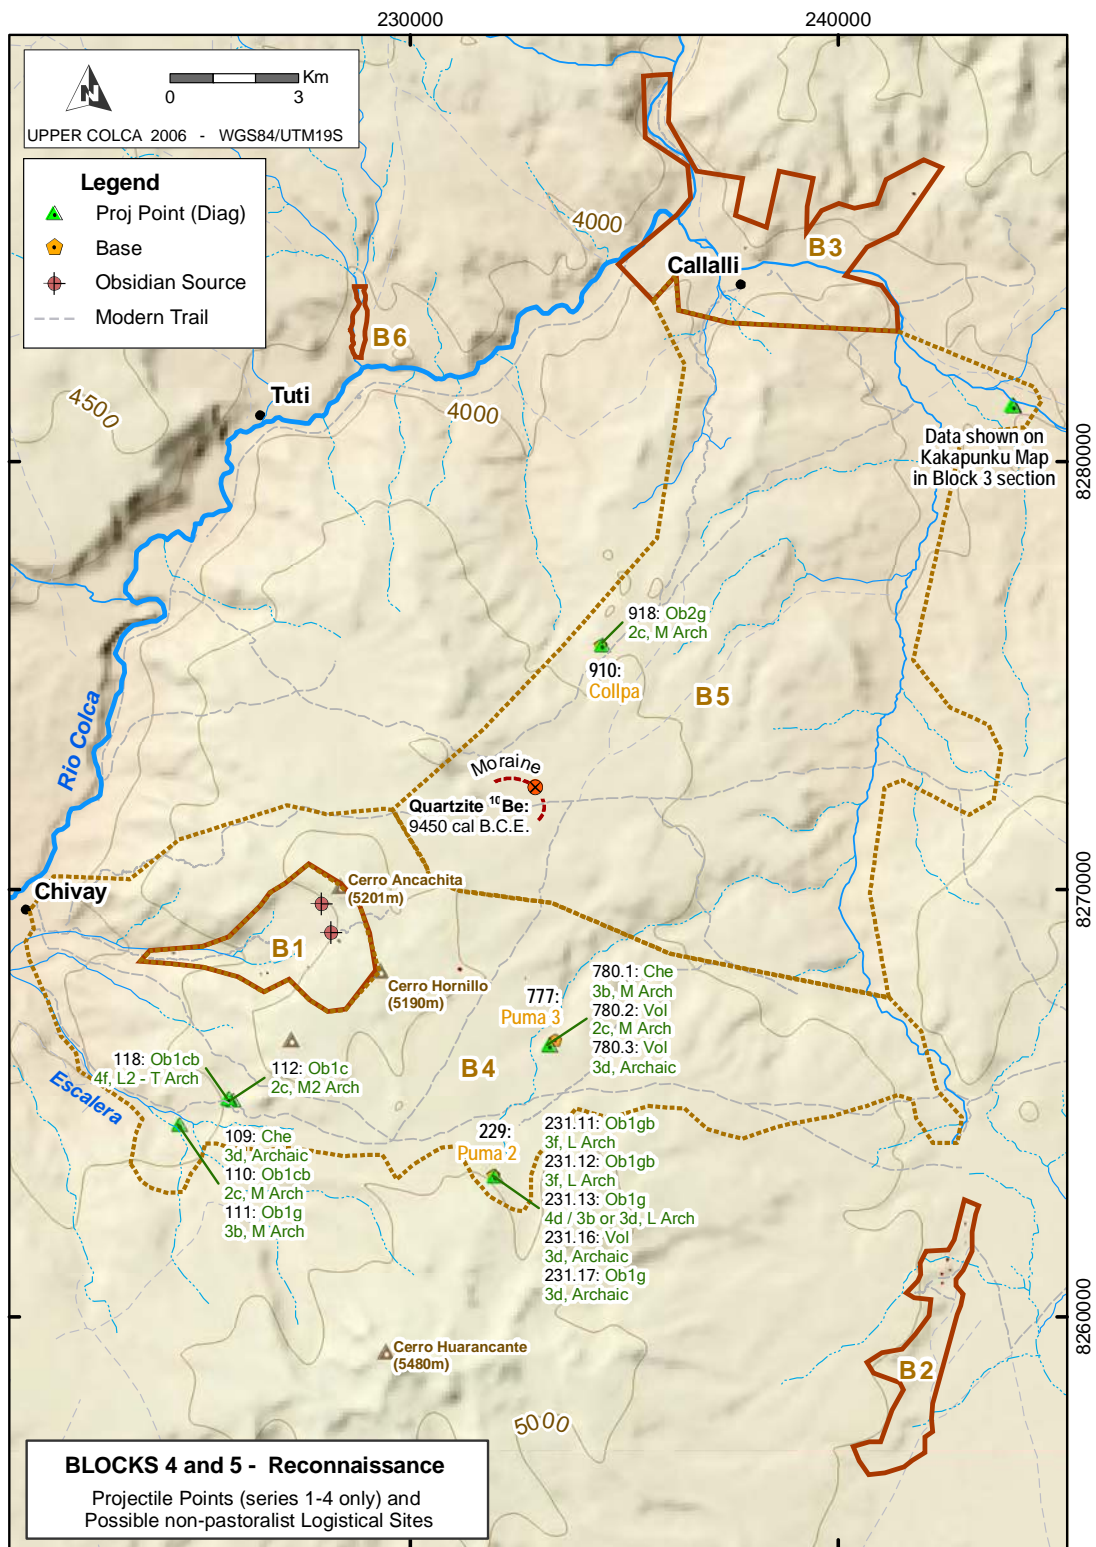 230000
240000
N
Km
0
3
UPPER COLCA 2006 - WGS84/UTM19S
Legend
Proj Point (Diag)
Base
Obsidian Source
Modern Trail
4000
B3
Callalli
B6
Tuti
4500
4000
Data shown on
Kakapunku Map
in Block 3 section
8280000
918: Ob2g
2c, M Arch
910:
Collpa
B5
Rio Colca
Moraine
Quartzite ¹⁰Be:
9450 cal B.C.E.
Chivay
Cerro Ancachita
(5201m)
8270000
B1
Cerro Hornillo
(5190m)
777:
Puma 3
780.1: Che
3b, M Arch
780.2: Vol
2c, M Arch
780.3: Vol
3d, Archaic
B4
118: Ob1cb
4f, L2 - T Arch
112: Ob1c
2c, M2 Arch
Escalera
109: Che
3d, Archaic
110: Ob1cb
2c, M Arch
111: Ob1g
3b, M Arch
229:
Puma 2
231.11: Ob1gb
3f, L Arch
231.12: Ob1gb
3f, L Arch
231.13: Ob1g
4d / 3b or 3d, L Arch
231.16: Vol
3d, Archaic
231.17: Ob1g
3d, Archaic
8260000
Cerro Huarancante
(5480m)
B2
5000
BLOCKS 4 and 5 - Reconnaissance
Projectile Points (series 1-4 only) and
Possible non-pastoralist Logistical Sites